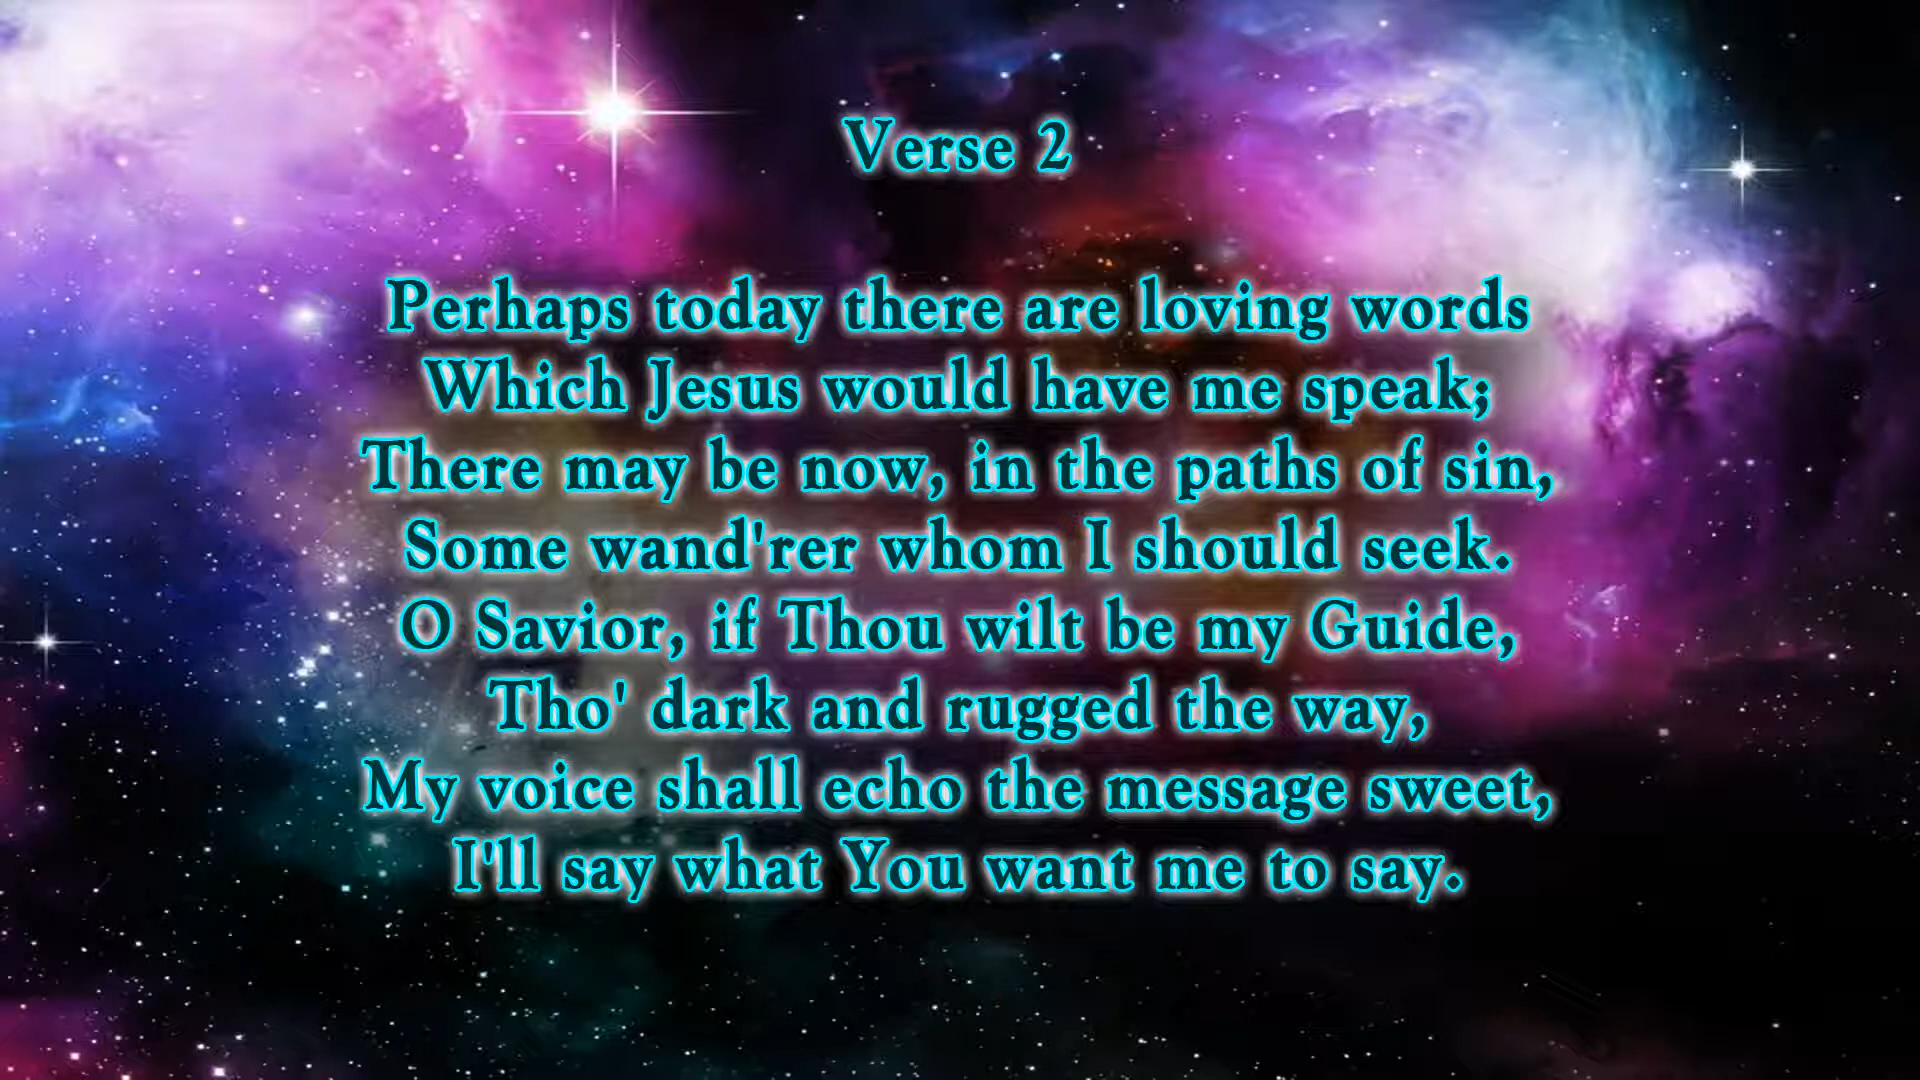 Verse 2
Perhaps today there are loving words
Which Jesus would have me speak;
There may be now, in the paths of sin,
Some wand'rer whom I should seek.
O Savior, if Thou wilt be my Guide,
Tho' dark and rugged the way,
My voice shall echo the message sweet,
I'll say what You want me to say.